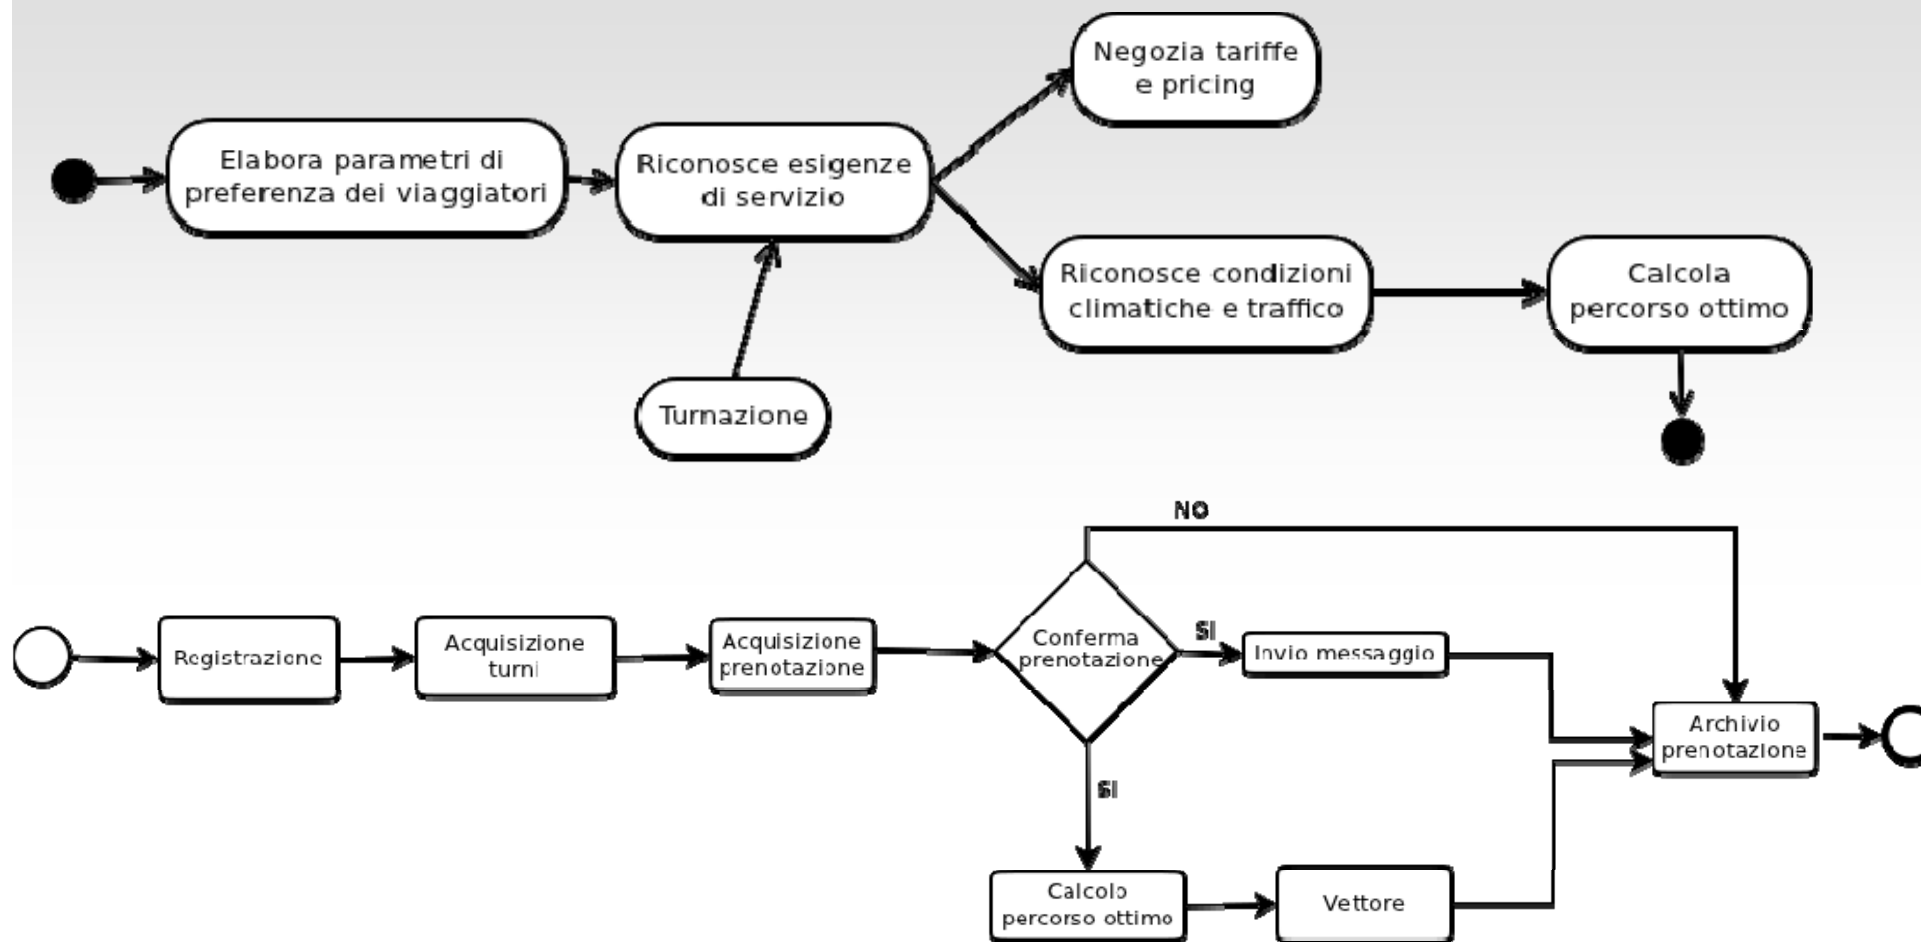 Negozia tariffe
e pricing
Elabora parametri di
preferenza dei viaggiatori
Riconosce esigenze
di servizio
Riconosce condizioni
climatiche e traffico
Calcola
percorso ottimo
Turnazione
NO
Registrazione
Acquisizione
turni
Acquisizione
prenotazione
Conferma
prenotazione
SI
Invio messaggio
Archivio
prenotazione
SI
Calcolo
percorso ottimo
Vettore